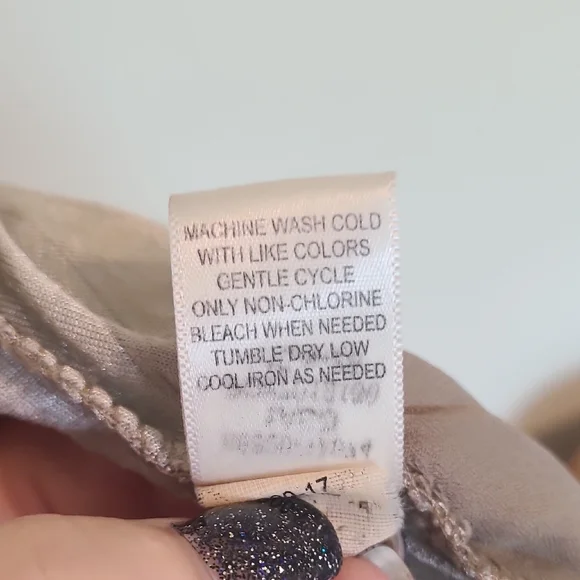 MACHINE WASH COLD
WITH LIKE COLORS
GENTLE CYCLE
ONLY NON-CHLORINE
BLEACH WHEN NEEDED
TUMBLE DRY, LOW
COOL IRON AS NEEDED
17